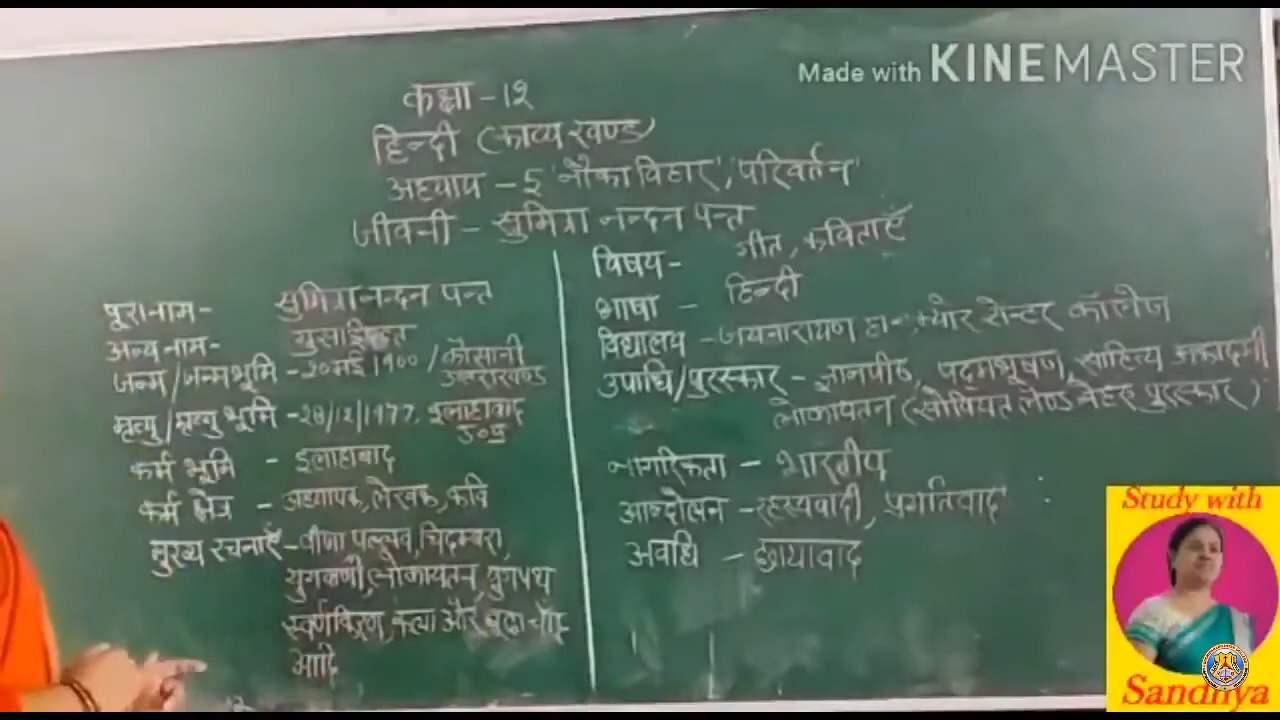 Made with KINEMASTER
कक्षा - 12
हिन्दी (काव्य खण्ड)
अध्याय - 5 'नौका विहार', 'परिवर्तन'
जीवनी - सुमित्रा नन्दन पन्त
पूरा नाम - सुमित्रा नन्दन पन्त
अन्य नाम -
जन्म/जन्मभूमि - 20 मई 1900 / कौसानी
उत्तराखण्ड
मृत्यु/मृत्यु भूमि - 28/12/1977, इलाहाबाद
उ०प्र०
कर्म भूमि - इलाहाबाद
कर्म क्षेत्र - अध्यापक, लेखक, कवि
मुख्य रचनाएँ - वीणा पल्लव, चिदम्बरा,
युगवाणी, लोकायतन, युगपथ
स्वर्णकिरण, कला और बूढ़ा चाँद
आदि
विषय - गीत, कविताएँ
भाषा - हिन्दी
विद्यालय - जयनारायण हा०, म्योर सेन्टर कॉलेज
उपाधि/पुरस्कार - ज्ञानपीठ, पद्मभूषण, साहित्य अकादमी
लोकायतन (सोवियत लैण्ड नेहरु पुरस्कार)
नागरिकता - भारतीय
आन्दोलन - रहस्यवादी, प्रगतिवाद
अवधि - छायावाद
Study with
Sandhya